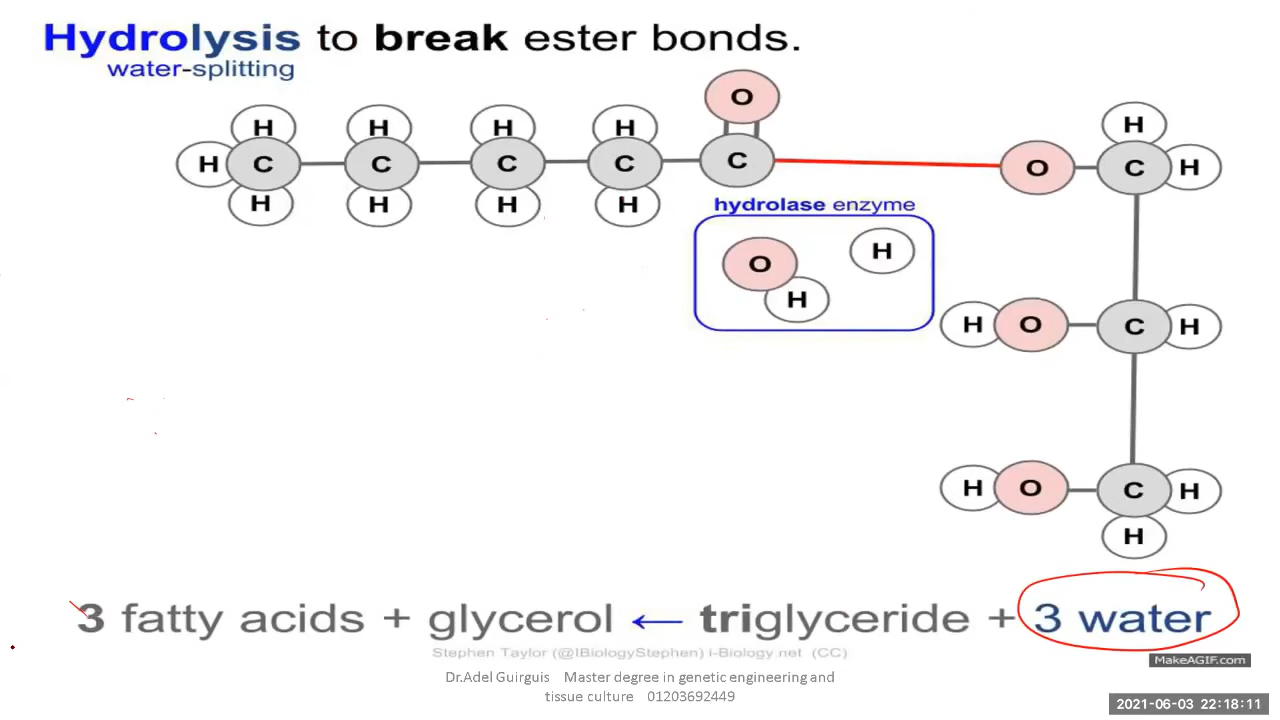 Hydrolysis to break ester bonds.
water-splitting
O
H H H H H
H C C C C C O C H
H H H H
hydrolase enzyme
O H
H
H O C H
H O C H
H
3 fatty acids + glycerol ← triglyceride + 3 water
Stephen Taylor (@IBiologyStephen) i-Biology.net (CC)
MakeAGIF.com
Dr.Adel Guirguis Master degree in genetic engineering and
tissue culture 01203692449
2021-06-03 22:18:11